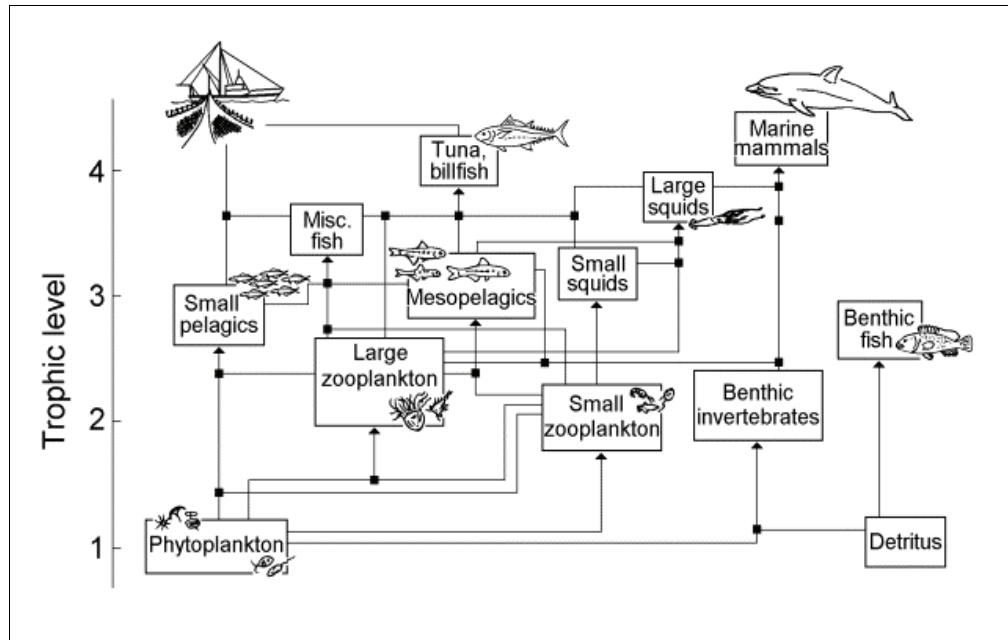 Marine
mammals
Tuna,
billfish
4
Large
squids
Misc.
fish
Small
squids
Mesopelagics
3
Small
pelagics
Benthic
fish
Trophic level
Large
zooplankton
Benthic
invertebrates
Small
zooplankton
2
Phytoplankton
1
Detritus